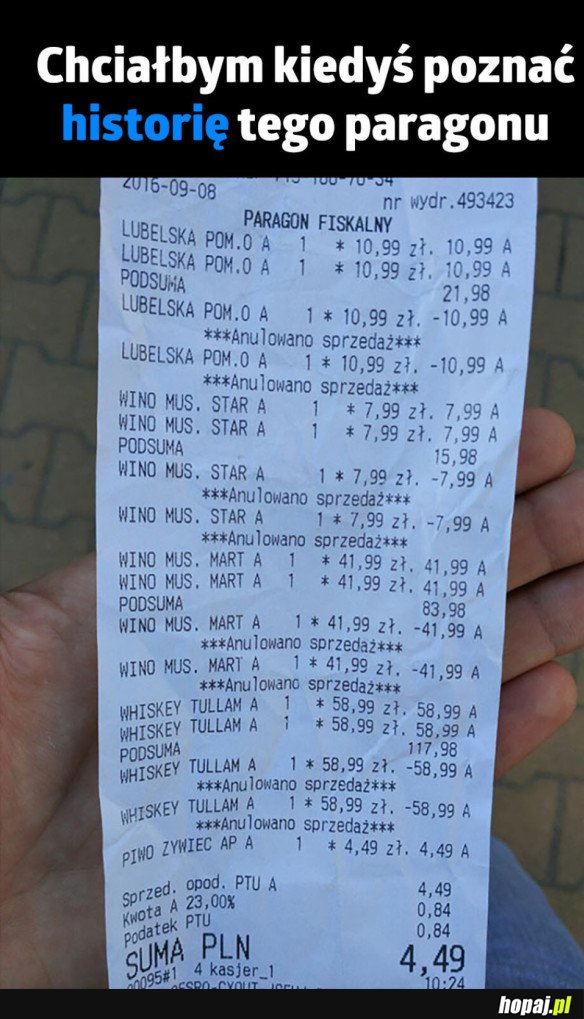 Chciałbym kiedyś poznać
historię tego paragonu
2016-09-08
nr wydr.493423
PARAGON FISKALNY
LUBELSKA POM.O A 1 * 10,99 zł. 10,99 A
LUBELSKA POM.O A 1 * 10,99 zł. 10,99 A
PODSUMA 21,98
LUBELSKA POM.O A 1 * 10,99 zł. -10,99 A
***Anulowano sprzedaż***
LUBELSKA POM.O A 1 * 10,99 zł. -10,99 A
***Anulowano sprzedaż***
WINO MUS. STAR A 1 * 7,99 zł. 7,99 A
WINO MUS. STAR A 1 * 7,99 zł. 7,99 A
PODSUMA 15,98
WINO MUS. STAR A 1 * 7,99 zł. -7,99 A
***Anulowano sprzedaż***
WINO MUS. STAR A 1 * 7,99 zł. -7,99 A
***Anulowano sprzedaż***
WINO MUS. MART A 1 * 41,99 zł. 41,99 A
WINO MUS. MART A 1 * 41,99 zł. 41,99 A
PODSUMA 83,98
WINO MUS. MART A 1 * 41,99 zł. -41,99 A
***Anulowano sprzedaż***
WINO MUS. MART A 1 * 41,99 zł. -41,99 A
***Anulowano sprzedaż***
WHISKEY TULLAM A 1 * 58,99 zł. 58,99 A
WHISKEY TULLAM A 1 * 58,99 zł. 58,99 A
PODSUMA 117,98
WHISKEY TULLAM A 1 * 58,99 zł. -58,99 A
***Anulowano sprzedaż***
WHISKEY TULLAM A 1 * 58,99 zł. -58,99 A
***Anulowano sprzedaż***
PIWO ZYWIEC AP A 1 * 4,49 zł. 4,49 A
Sprzed. opod. PTU A 4,49
Kwota A 23,00% 0,84
Podatek PTU 0,84
SUMA PLN 4,49
00095#1 4 kasjer_1 10:24
hopaj.pl